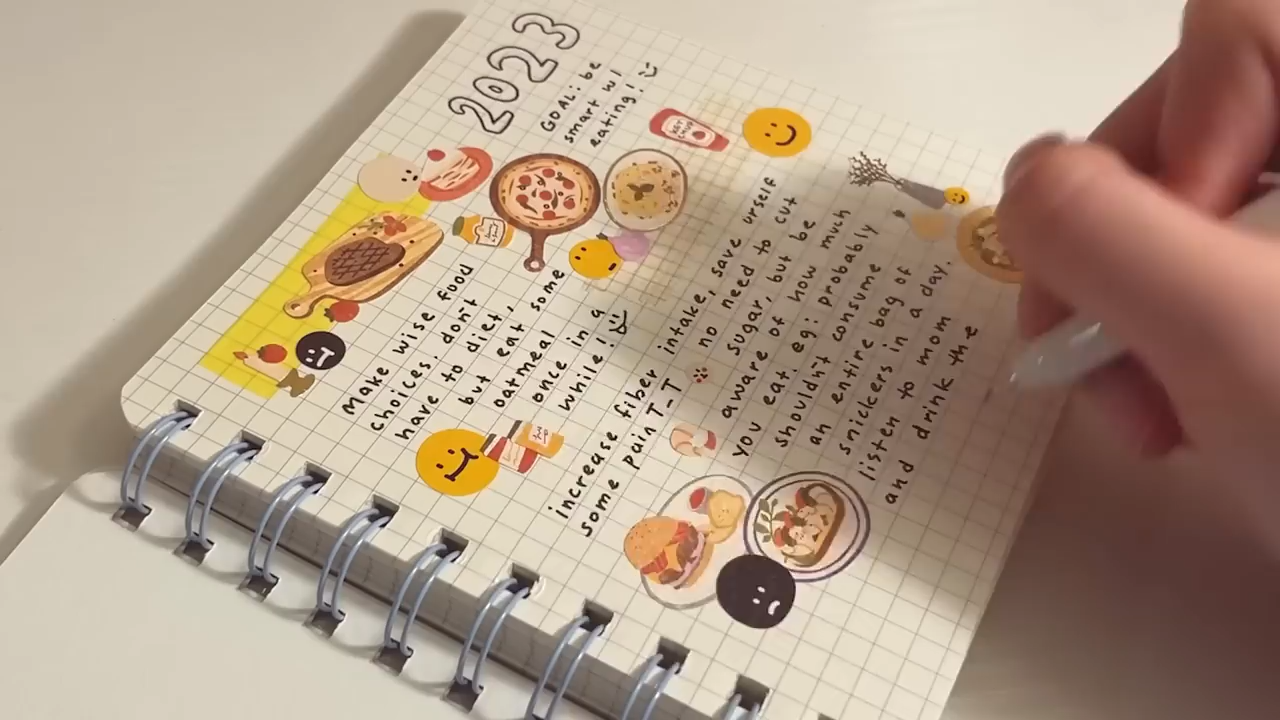 2023
GOAL: be
smart w/
eating! :)
Make wise food
choices. don't
have to diet,
but eat some
oatmeal
once in a
while!
increase fiber intake, save urself
some pain T-T
no need to cut
sugar, but be
aware of how
you eat. eg: probably
shouldn't consume
an entire bag of
snickers in a day.
listen to mom
and drink the